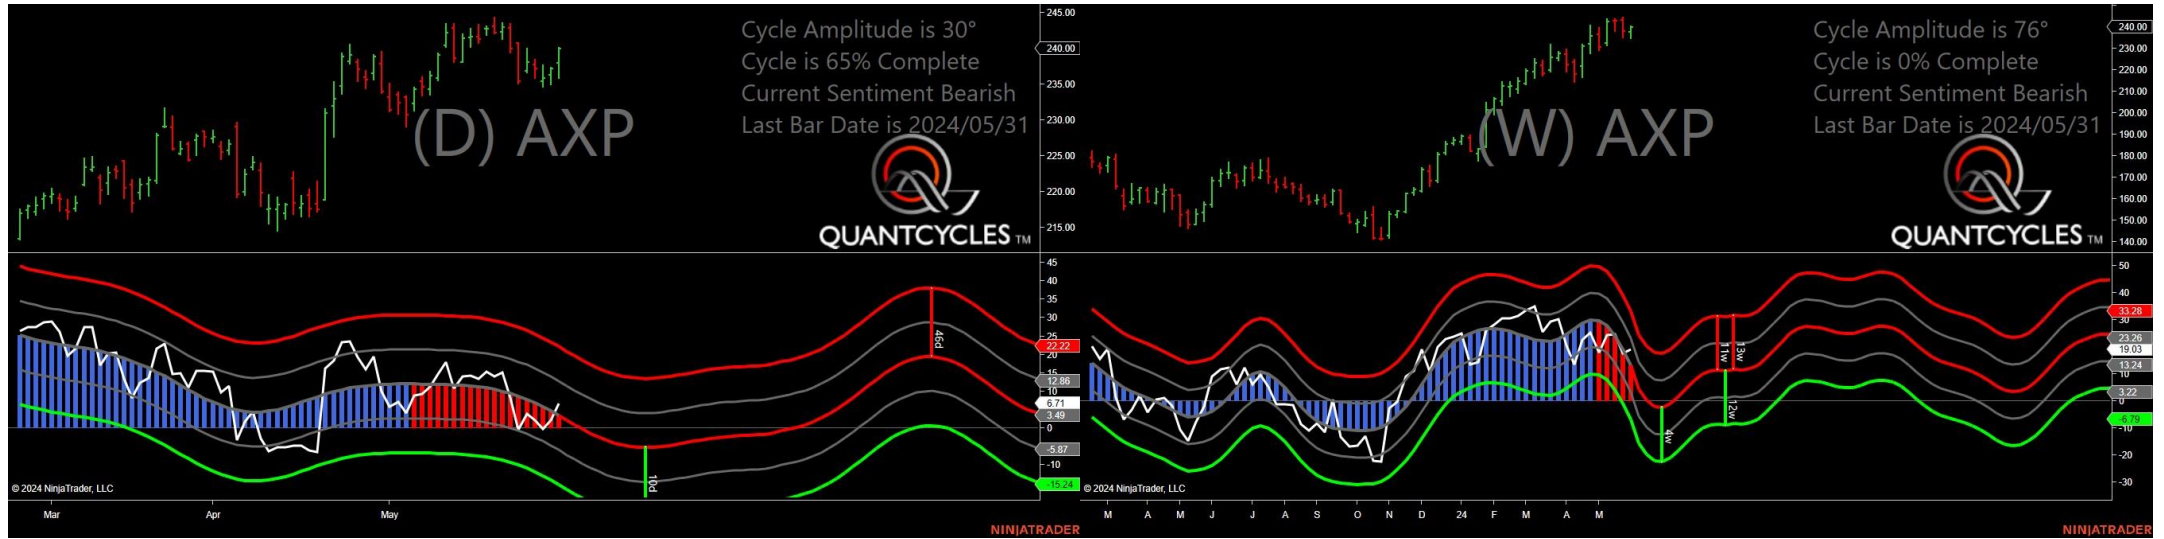 Cycle Amplitude is 30°
Cycle is 65% Complete
Current Sentiment Bearish
Last Bar Date is 2024/05/31
(D) AXP
QUANTCYCLES TM
245.00
240.00
235.00
230.00
225.00
220.00
215.00
45
40
35
30
25
22.22
20
15
12.86
10
6.71
3.49
0
-5.87
-10
-15.24
46d
10d
© 2024 NinjaTrader, LLC
Mar Apr May
NINJATRADER
Cycle Amplitude is 76°
Cycle is 0% Complete
Current Sentiment Bearish
Last Bar Date is 2024/05/31
(W) AXP
QUANTCYCLES TM
240.00
230.00
220.00
210.00
200.00
190.00
180.00
170.00
160.00
150.00
140.00
50
40
33.28
30
23.26
19.03
13.24
10
3.22
0
-6.79
-10
-20
-30
11w
13w
12w
4w
© 2024 NinjaTrader, LLC
M A M J J A S O N D 24 F M A M
NINJATRADER